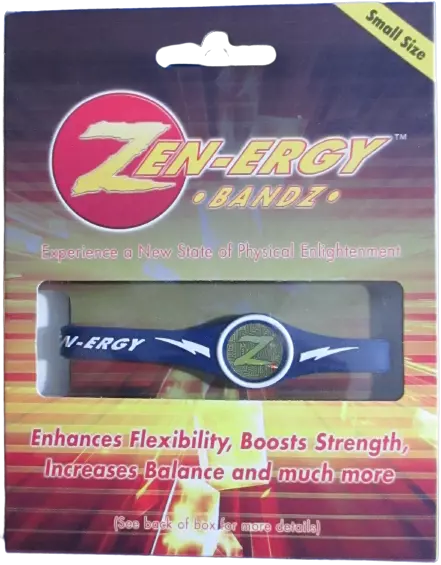 Small Size
ZEN-ERGY™
• BANDZ •
Experience a New State of Physical Enlightenment
N-ERGY Z
Enhances Flexibility, Boosts Strength,
Increases Balance and much more
(See back of box for more details)